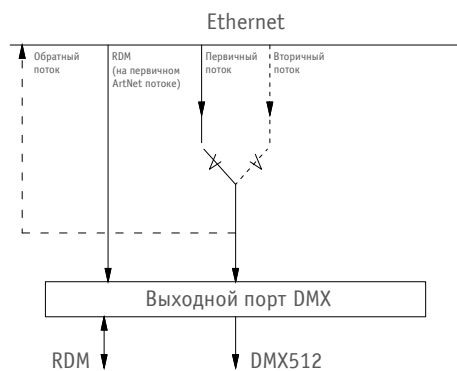 Ethernet
Обратный
поток
RDM
(на первичном
ArtNet потоке)
Первичный
поток
Вторичный
поток
Выходной порт DMX
RDM
DMX512